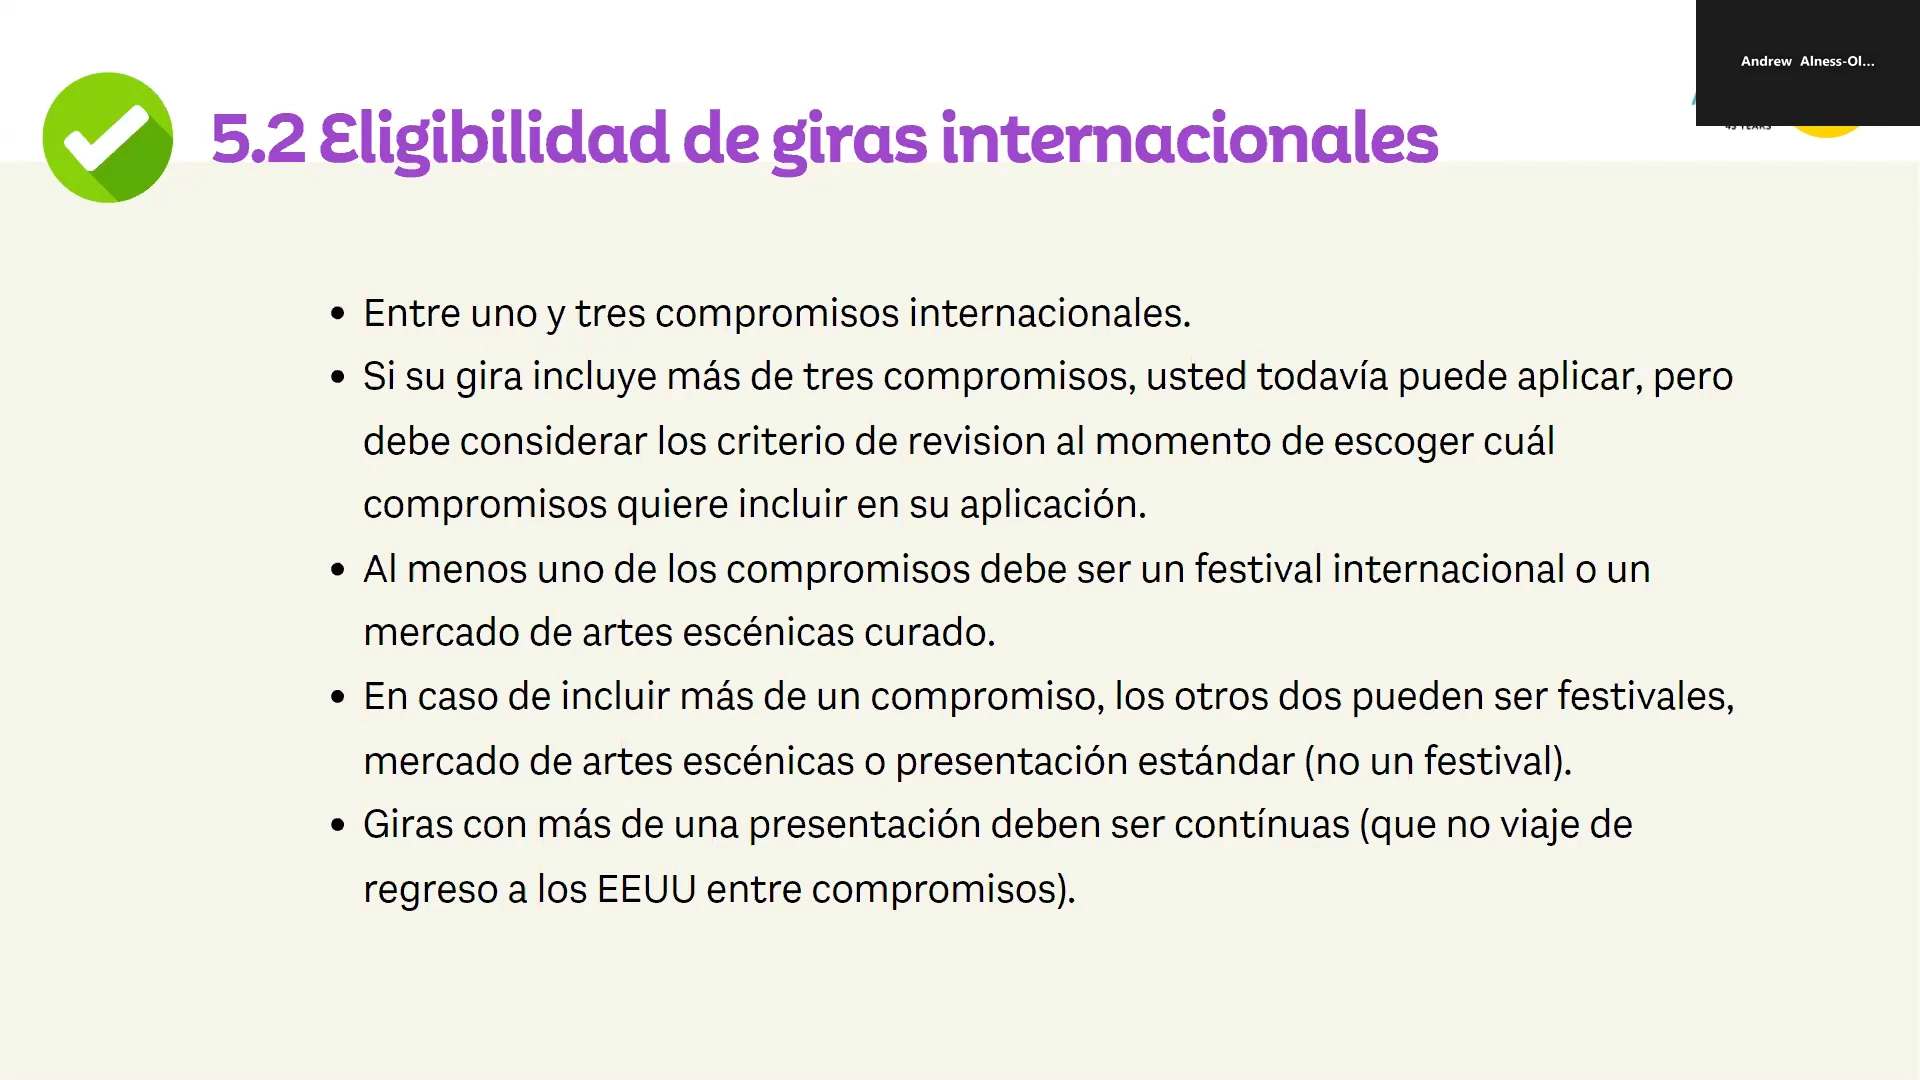 Andrew Alness-Ol...
45 YEARS
5.2 Eligibilidad de giras internacionales
• Entre uno y tres compromisos internacionales.
• Si su gira incluye más de tres compromisos, usted todavía puede aplicar, pero
debe considerar los criterio de revision al momento de escoger cuál
compromisos quiere incluir en su aplicación.
• Al menos uno de los compromisos debe ser un festival internacional o un
mercado de artes escénicas curado.
• En caso de incluir más de un compromiso, los otros dos pueden ser festivales,
mercado de artes escénicas o presentación estándar (no un festival).
• Giras con más de una presentación deben ser contínuas (que no viaje de
regreso a los EEUU entre compromisos).